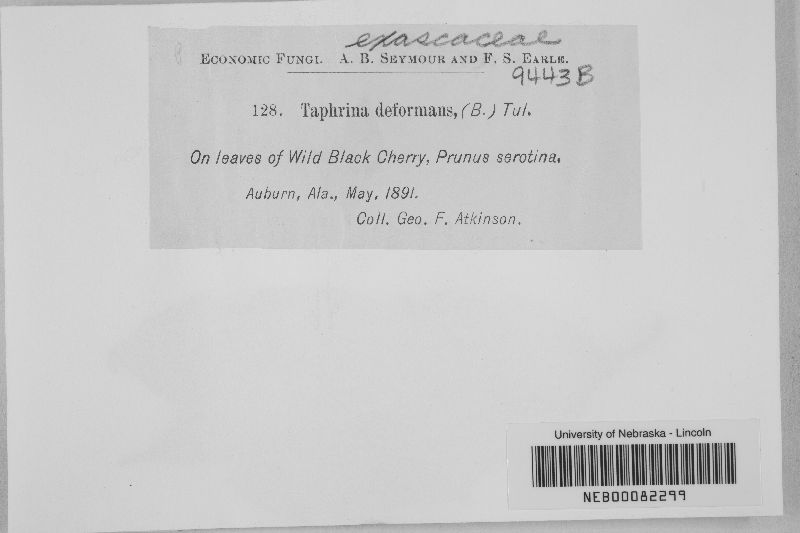 exascaceae
Economic Fungi. A. B. Seymour and F. S. Earle.
9443B
128. Taphrina deformans, (B.) Tul.
On leaves of Wild Black Cherry, Prunus serotina.
Auburn, Ala., May, 1891.
Coll. Geo. F. Atkinson.
University of Nebraska - Lincoln
NEB00082299